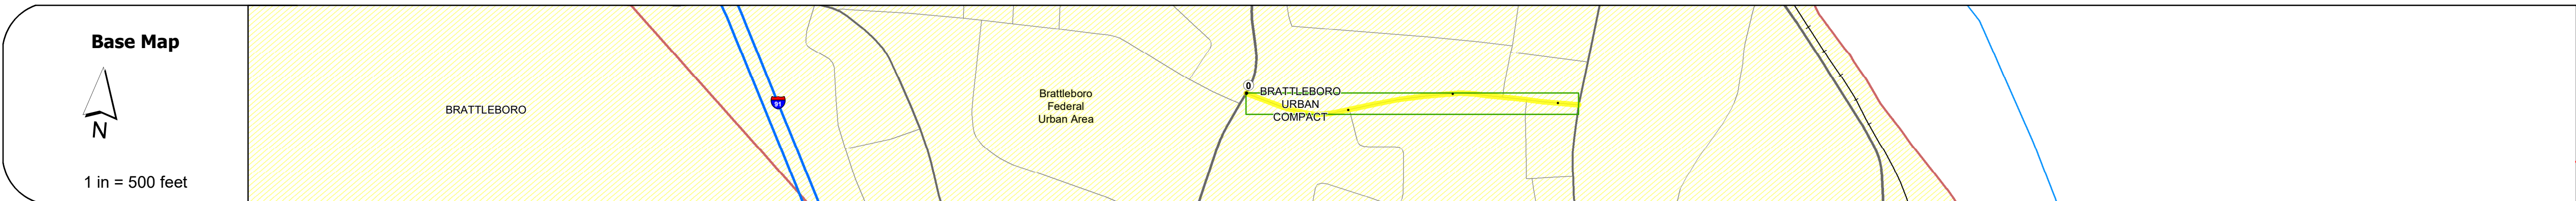 Base Map
N
1 in = 500 feet
BRATTLEBORO
91
Brattleboro
Federal
Urban Area
0
BRATTLEBORO
URBAN
COMPACT